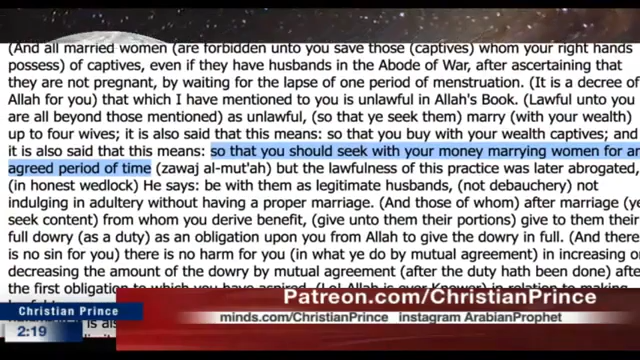 (And all married women (are forbidden unto you save those (captives) whom your right hands
possess) of captives, even if they have husbands in the Abode of War, after ascertaining that
they are not pregnant, by waiting for the lapse of one period of menstruation. (It is a decree of
Allah for you) that which I have mentioned to you is unlawful in Allah's Book. (Lawful unto you
are all beyond those mentioned) as unlawful, (so that ye seek them) marry (with your wealth)
up to four wives; it is also said that this means: so that you buy with your wealth captives; and
it is also said that this means: so that you should seek with your money marrying women for an
agreed period of time (zawaj al-mut'ah) but the lawfulness of this practice was later abrogated,
(in honest wedlock) He says: be with them as legitimate husbands, (not debauchery) not
indulging in adultery without having a proper marriage. (And those of whom) after marriage (ye
seek content) from whom you derive benefit, (give unto them their portions) give to them their
full dowry (as a duty) as an obligation upon you from Allah to give the dowry in full. (And there
is no sin for you) there is no harm for you (in what ye do by mutual agreement) in increasing or
decreasing the amount of the dowry by mutual agreement (after the duty hath been done) after
the first obligation to which you have
Patreon.com/ChristianPrince
Christian Prince
minds.com/ChristianPrince instagram ArabianProphet
2:19
is als